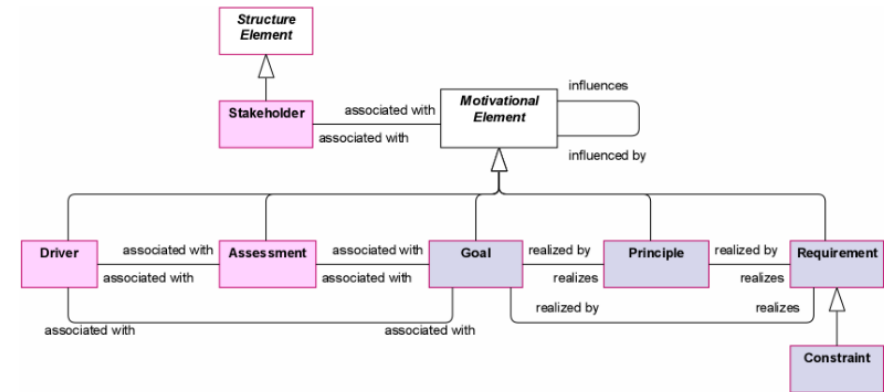 Structure
Element
Stakeholder
associated with
associated with
Motivational
Element
influences
influenced by
Driver
associated with
associated with
Assessment
associated with
associated with
Goal
realized by
realizes
Principle
realized by
realizes
Requirement
associated with
associated with
realized by
realizes
Constraint